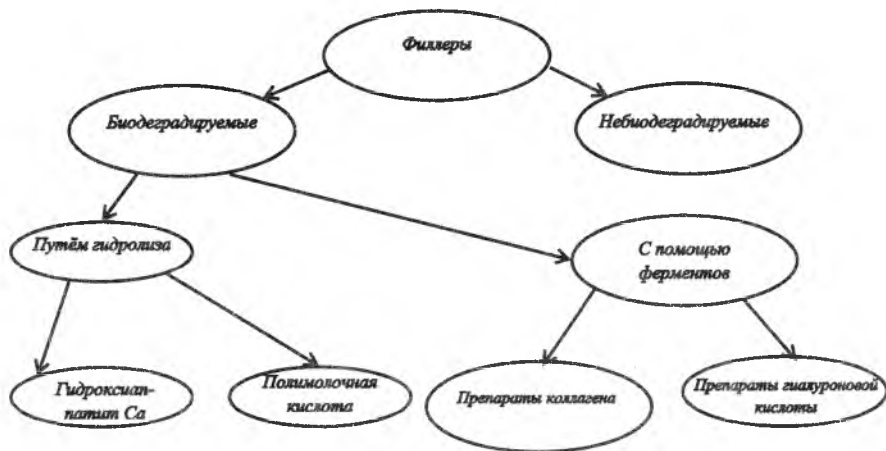 Филлеры
Биодеградируемые
Небиодеградируемые
Путём гидролиза
С помощью
ферментов
Гидроксиап-
патит Ca
Полимолочная
кислота
Препараты коллагена
Препараты гиалуроновой
кислоты